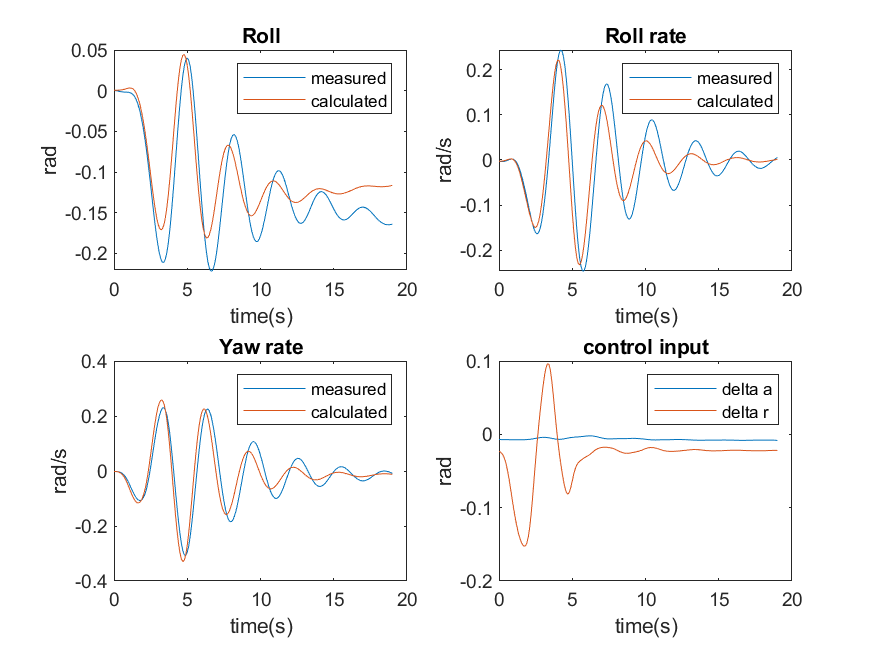 Roll
0.05
0
-0.05
-0.1
-0.15
-0.2
rad
measured
calculated
0 5 10 15 20
time(s)
Roll rate
0.2
0.1
0
-0.1
-0.2
rad/s
measured
calculated
0 5 10 15 20
time(s)
Yaw rate
0.4
0.2
0
-0.2
-0.4
rad/s
measured
calculated
0 5 10 15 20
time(s)
control input
0.1
0
-0.1
-0.2
rad
delta a
delta r
0 5 10 15 20
time(s)